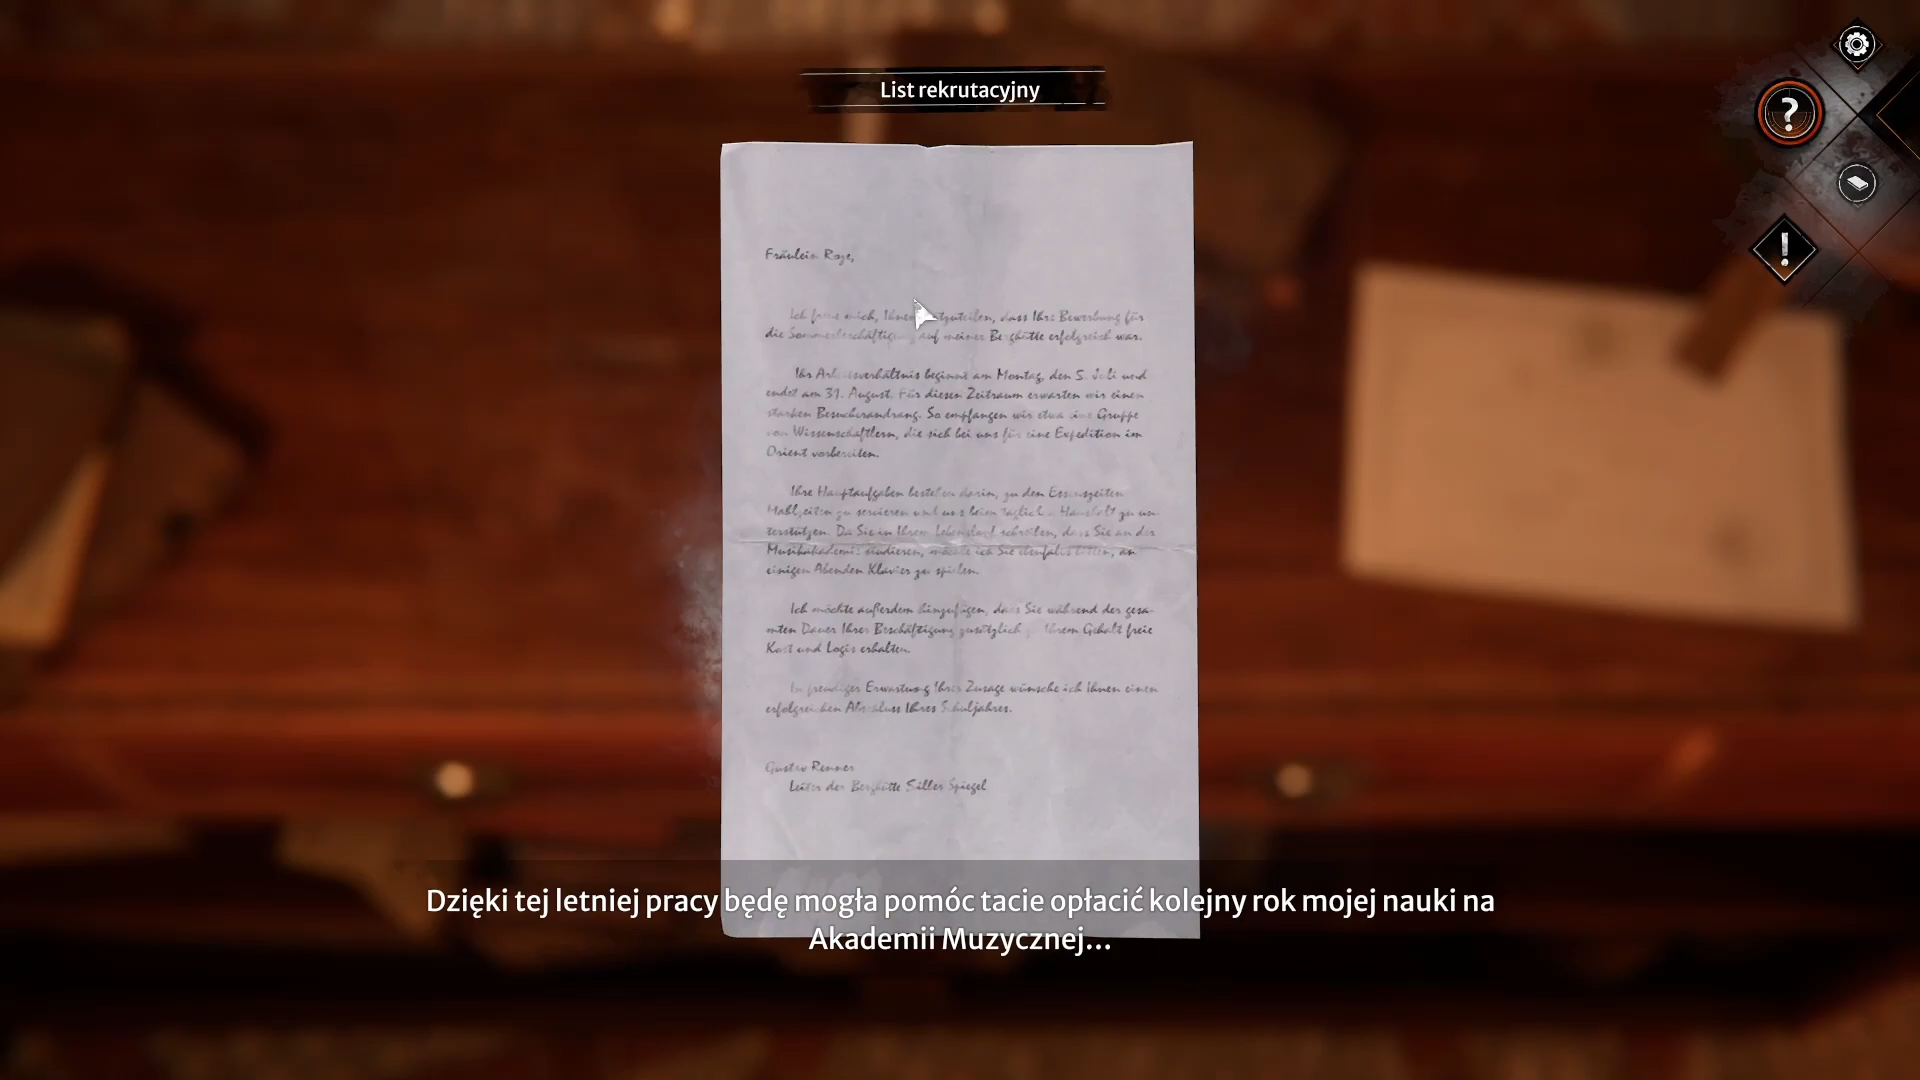 List rekrutacyjny
Fräulein Roze,
Ich freue mich, Ihnen mitzuteilen, dass Ihre Bewerbung für
die Sommerbeschäftigung auf meiner Berghütte erfolgreich war.
Ihr Arbeitsverhältnis beginnt am Montag, den 5. Juli und
endet am 31. August. Für diesen Zeitraum erwarten wir einen
starken Besucherandrang. So empfangen wir etwa eine Gruppe
von Wissenschaftlern, die sich bei uns für eine Expedition im
Orient vorbereiten.
Ihre Hauptaufgaben bestehen darin, zu den Essenszeiten
Mahlzeiten zu servieren und uns beim täglichen Haushalt zu un-
terstützen. Da Sie in Ihrem Lebenslauf schreiben, dass Sie an der
Musikakademie studieren, möchte ich Sie ebenfalls bitten, an
einigen Abenden Klavier zu spielen.
Ich möchte außerdem hinzufügen, dass Sie während der gesa-
mten Dauer Ihrer Beschäftigung zusätzlich zu Ihrem Gehalt freie
Kost und Logis erhalten.
In freudiger Erwartung Ihrer Zusage wünsche ich Ihnen einen
erfolgreichen Abschluss Ihres Schuljahres.
Gustav Renner
Leiter der Berghütte Stiller Spiegel
Dzięki tej letniej pracy będę mogła pomóc tacie opłacić kolejny rok mojej nauki na
Akademii Muzycznej...